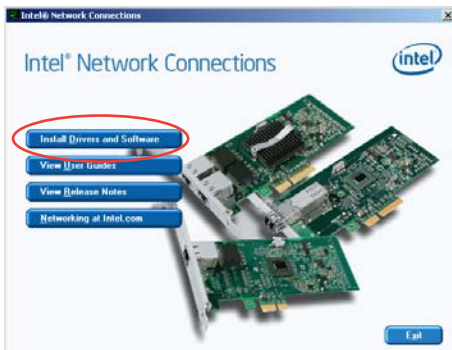 Intel® Network Connections
Intel® Network Connections
intel
Install Drivers and Software
View User Guides
View Release Notes
Networking at Intel.com
Exit